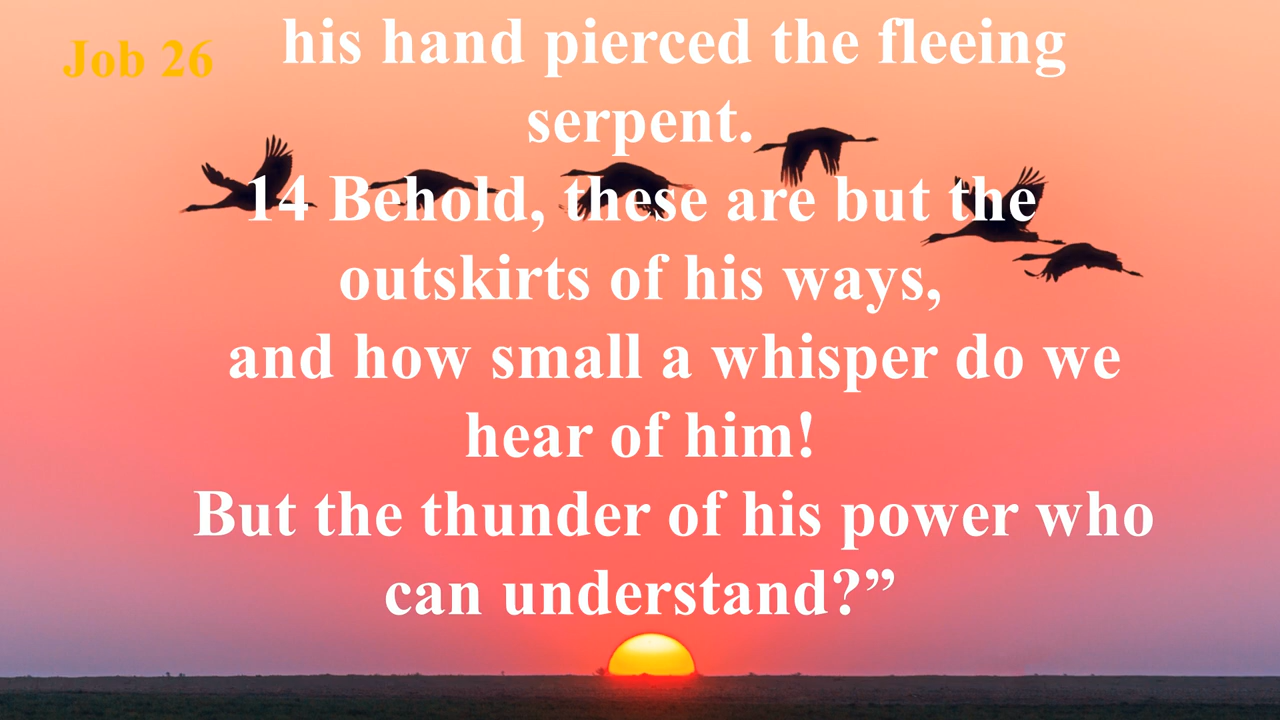 Job 26
his hand pierced the fleeing
serpent.
14 Behold, these are but the
outskirts of his ways,
and how small a whisper do we
hear of him!
But the thunder of his power who
can understand?”